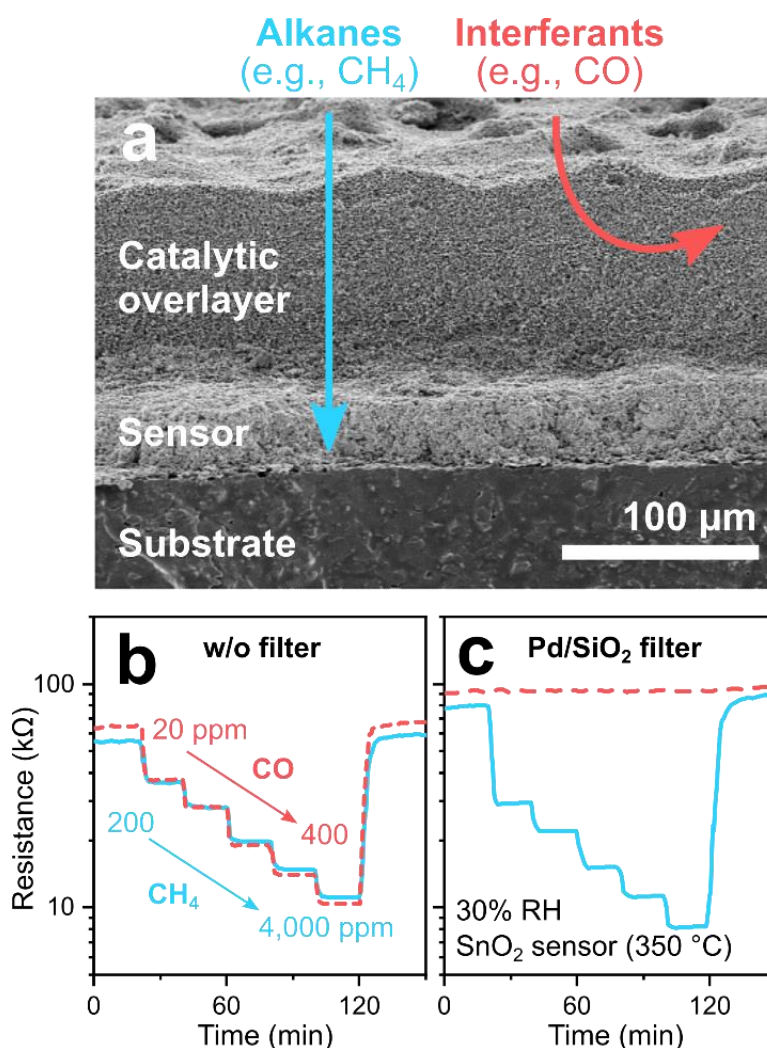 Alkanes
(e.g., CH₄)
Interferants
(e.g., CO)
a
Catalytic
overlayer
Sensor
Substrate
100 µm
b
w/o filter
20 ppm
CO
400
200
CH₄
4,000 ppm
100
10
Resistance (kΩ)
0
60
120
Time (min)
c
Pd/SiO₂ filter
30% RH
SnO₂ sensor (350 °C)
0
60
120
Time (min)